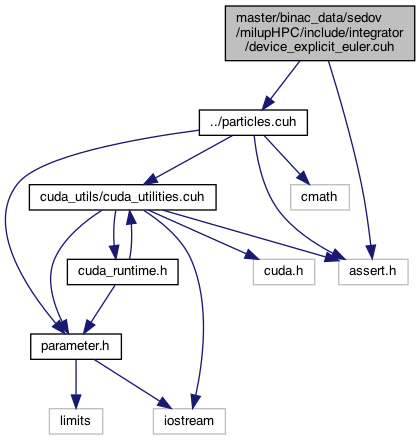 master/binac_data/sedov
/milupHPC/include/integrator
/device_explicit_euler.cuh
../particles.cuh
cuda_utils/cuda_utilities.cuh
cmath
cuda_runtime.h
cuda.h
assert.h
parameter.h
limits
iostream